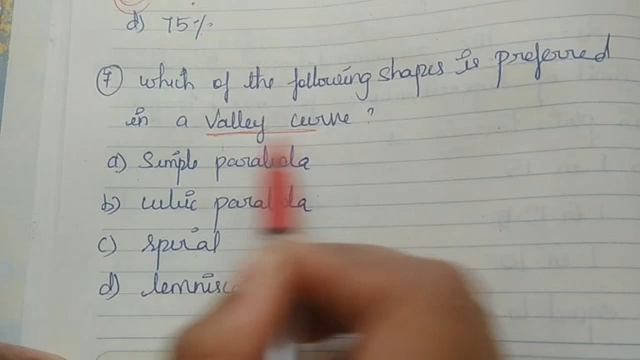 d) 75%
7 which of the following shapes is preferred
in a valley curve?
a) Simple parabola
b) cubic parabola
c) spiral
d)